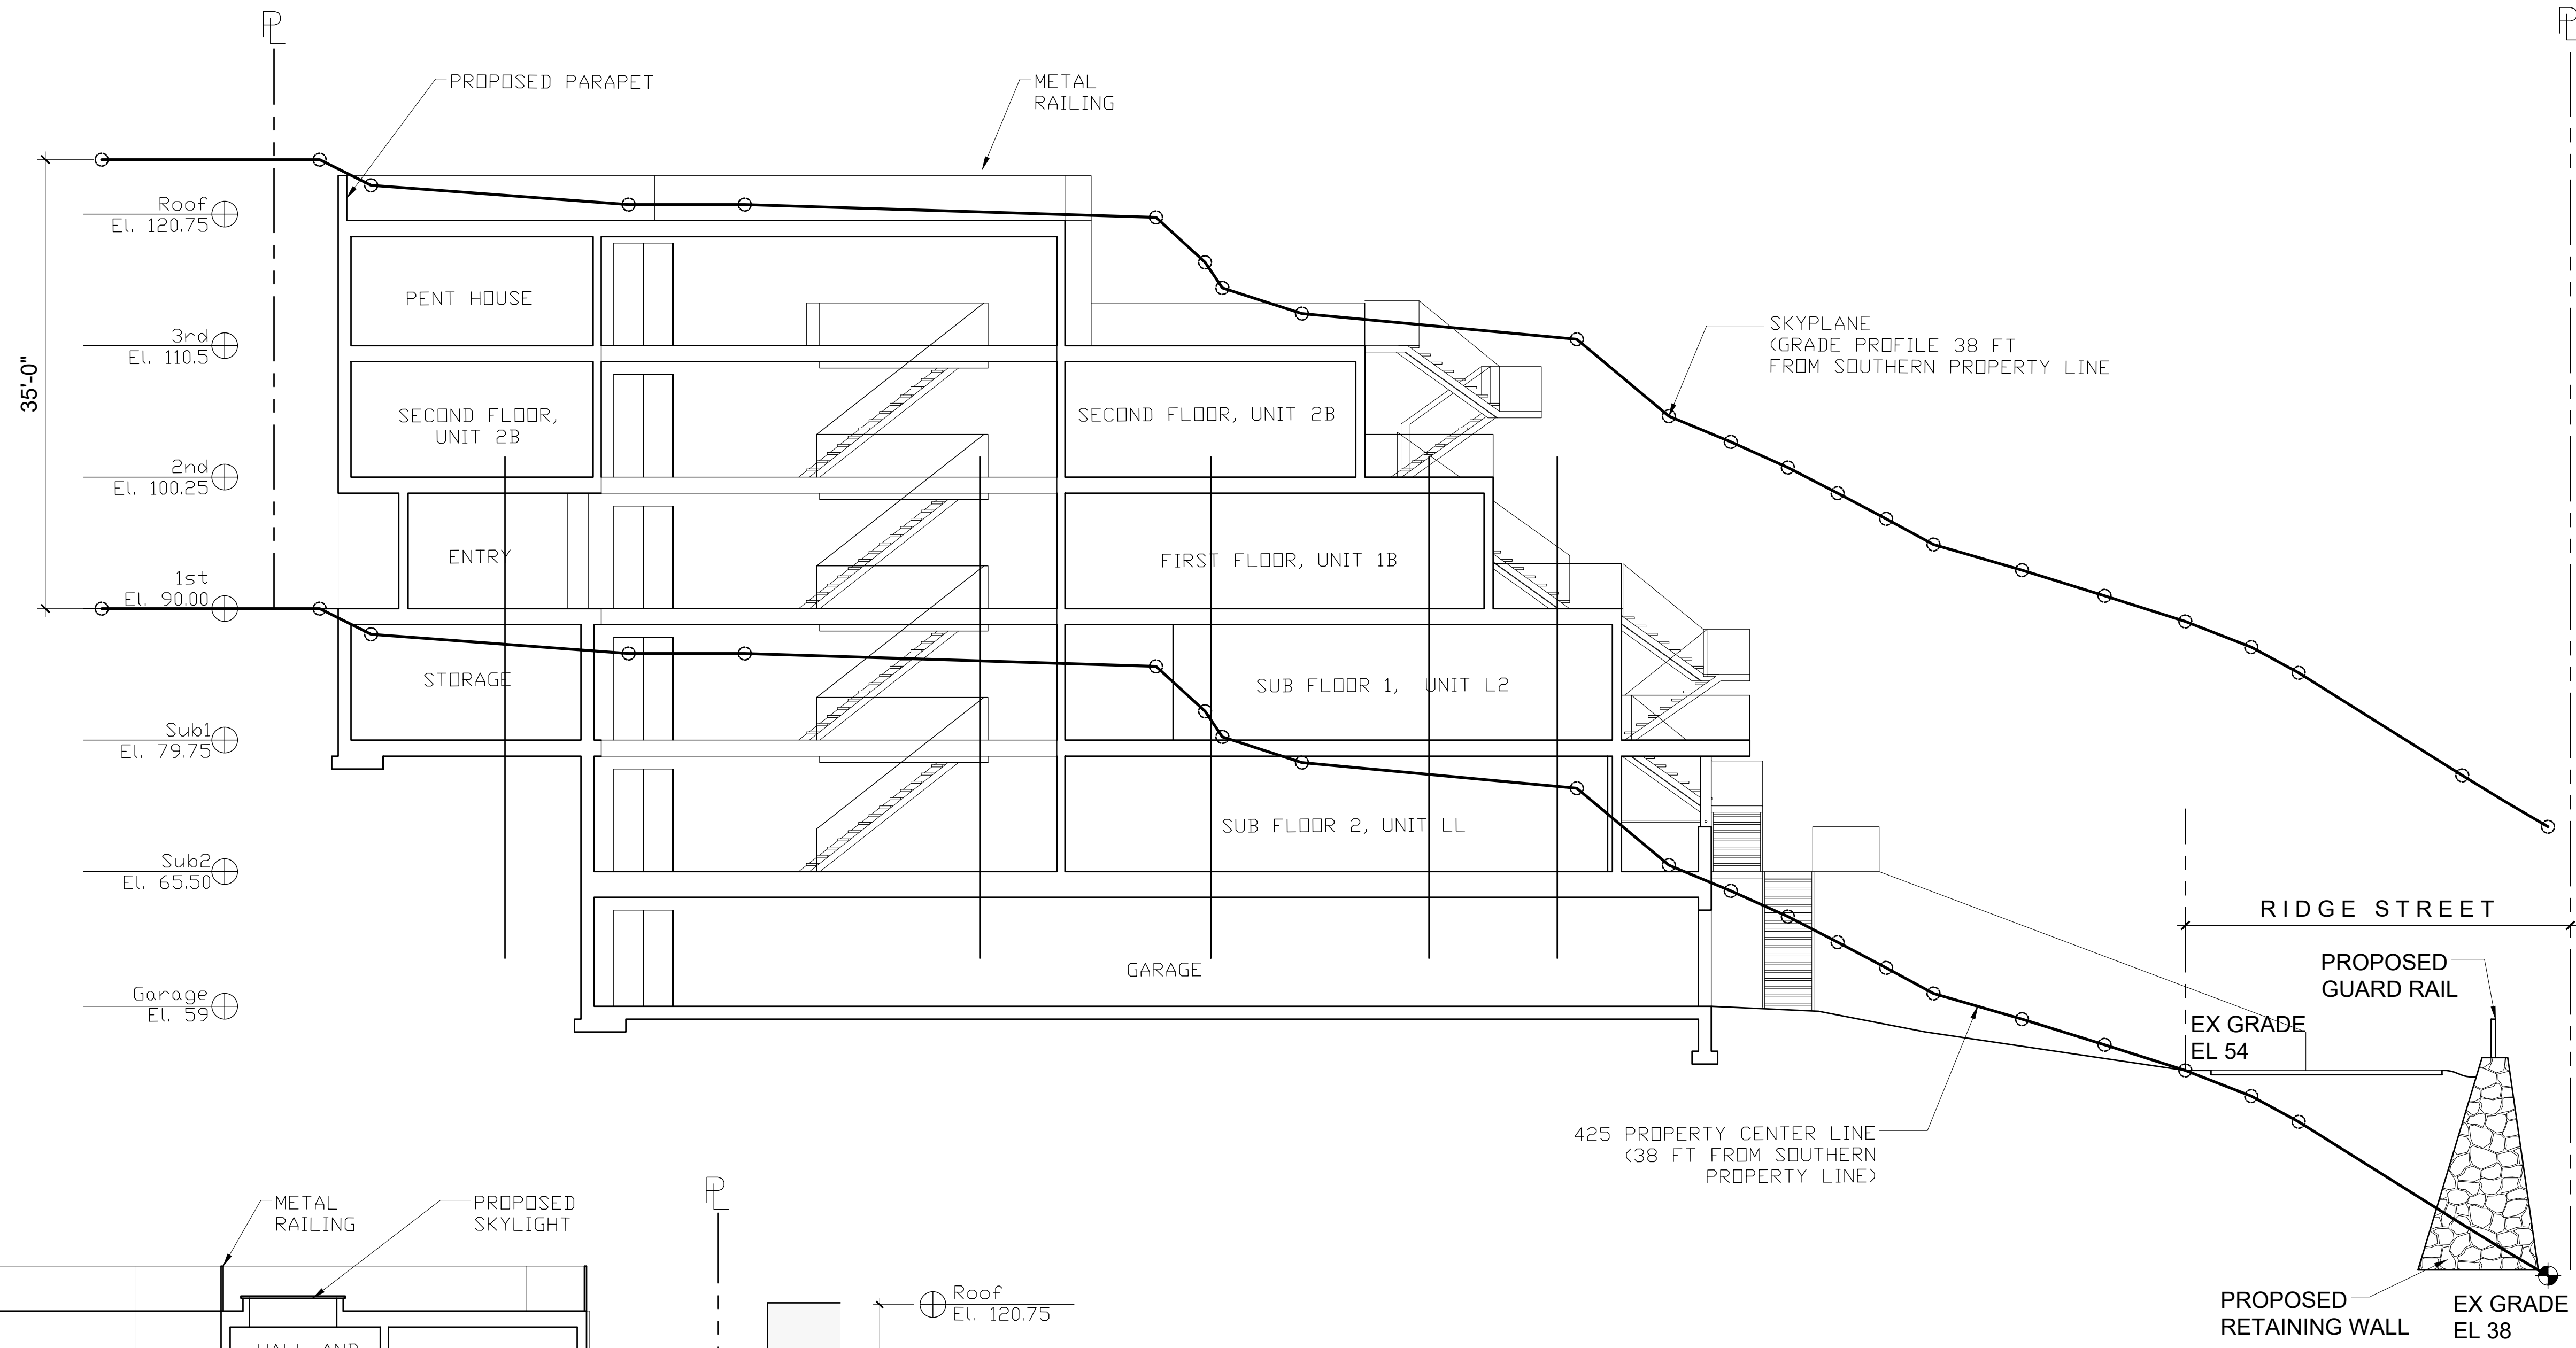 PL
PL
PROPOSED PARAPET
METAL
RAILING
35'-0"
Roof
El. 120.75
PENT HOUSE
3rd
El. 110.5
SKYPLANE
(GRADE PROFILE 38 FT
FROM SOUTHERN PROPERTY LINE
SECOND FLOOR,
UNIT 2B
SECOND FLOOR, UNIT 2B
2nd
El. 100.25
ENTRY
FIRST FLOOR, UNIT 1B
1st
El. 90.00
STORAGE
SUB FLOOR 1, UNIT L2
Sub1
El. 79.75
SUB FLOOR 2, UNIT LL
Sub2
El. 65.50
RIDGE STREET
GARAGE
PROPOSED
GUARD RAIL
Garage
El. 59
EX GRADE
EL 54
425 PROPERTY CENTER LINE
(38 FT FROM SOUTHERN
PROPERTY LINE)
PROPOSED
RETAINING WALL
EX GRADE
EL 38
METAL
RAILING
PROPOSED
SKYLIGHT
PL
Roof
El. 120.75
HALL AND